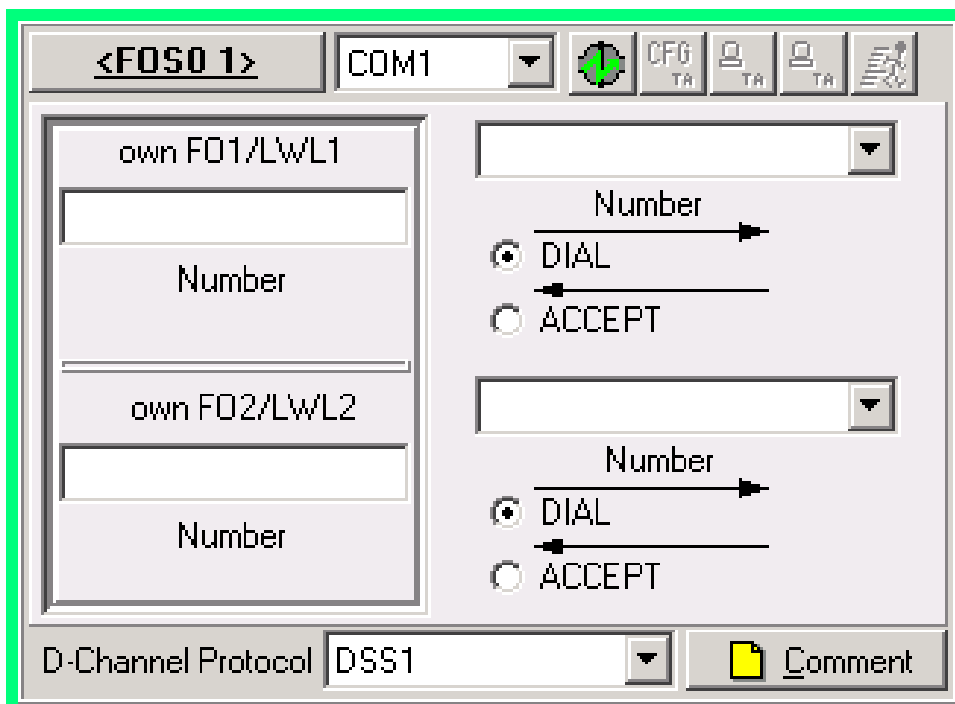 <FOS0 1> COM1 CFG TA TA TA
own FO1/LWL1
Number
Number
DIAL
ACCEPT
own FO2/LWL2
Number
Number
DIAL
ACCEPT
D-Channel Protocol DSS1 Comment